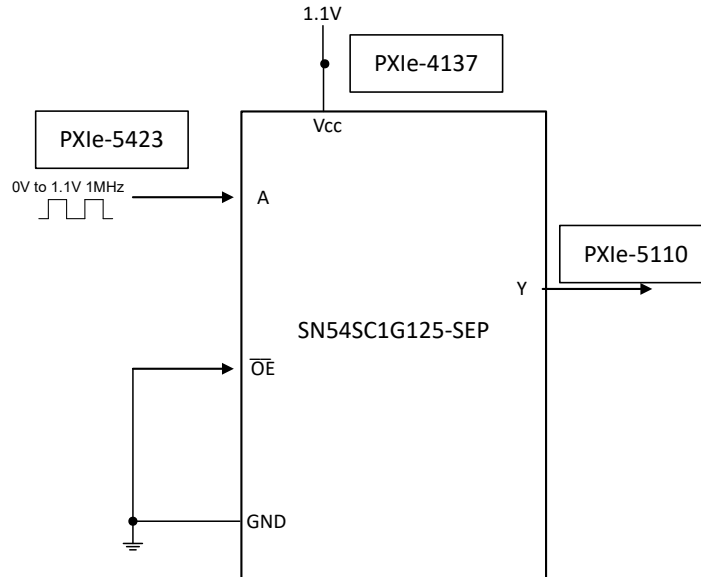 1.1V
PXIe-4137
PXIe-5423
Vcc
0V to 1.1V 1MHz
A
PXIe-5110
Y
SN54SC1G125-SEP
OE
GND